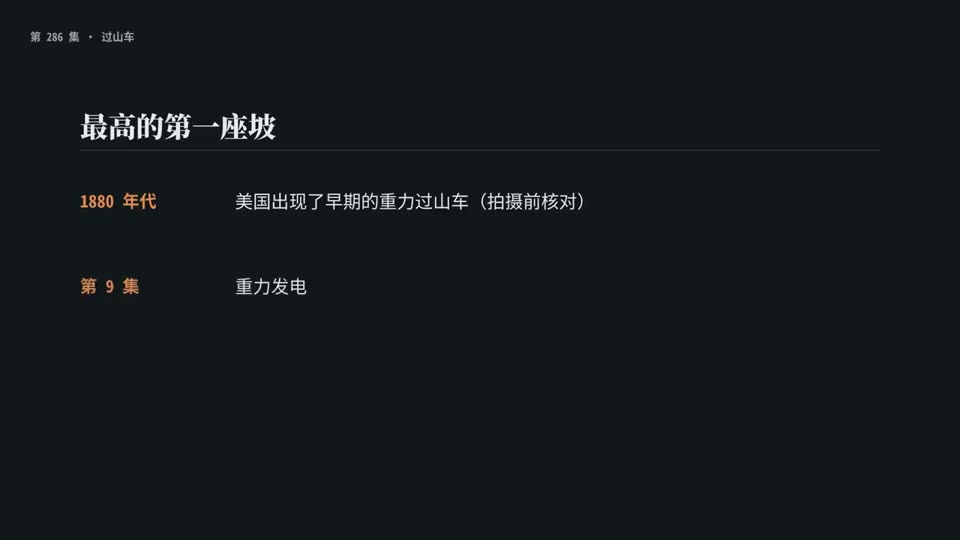 第 286 集 · 过山车
最高的第一座坡
1880 年代 美国出现了早期的重力过山车（拍摄前核对）
第 9 集 重力发电